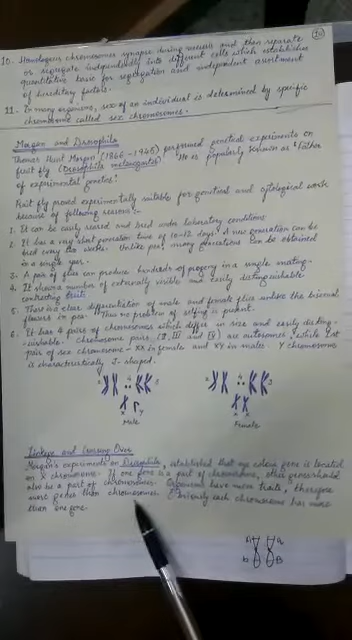 10. Homologous chromosomes synapse during meiosis and then separate
or segregate independently into different cells which establishes
quantitative basis for segregation and independent assortment
of hereditary factors.
11. In many organisms, sex of an individual is determined by specific
chromosome called sex chromosomes.
Morgan and Drosophila
Thomas Hunt Morgan (1866-1945) performed genetical experiments on
fruit fly (Drosophila melanogaster). He is popularly known as 'father
of experimental genetics'.
Fruit fly proved experimentally suitable for genetical and cytological work
because of following reasons:-
1. It can be easily reared and bred under laboratory conditions
2. It has a very short generation time of 10-12 days. A new generation can be
bred every two weeks. Unlike pea, many generations can be obtained
in a single year.
3. A pair of flies can produce hundreds of progeny in a single mating.
4. It shows a number of externally visible and easily distinguishable
contrasting traits
5. There is clear differentiation of male and female flies unlike the bisexual
flowers in pea. Thus no problem of selfing is present.
6. It has 4 pairs of chromosomes which differ in size and easily disting-
uishable. Chromosome pairs (II, III and IV) are autosomes while last
pair of sex chromosome - XX in female and XY in male. Y chromosome
is characteristically J-shaped.
2 4 3
X Y
Male
2 4 3
X X
Female
Linkage and Crossing Over
Morgan's experiments on Drosophila, established that eye colour gene is located
on X chromosome. If one gene is a part of chromosome, other genes should
also be a part of chromosomes. Organisms have more traits, therefore
more genes than chromosomes. Obviously each chromosome has more
than one gene.
A a
b B